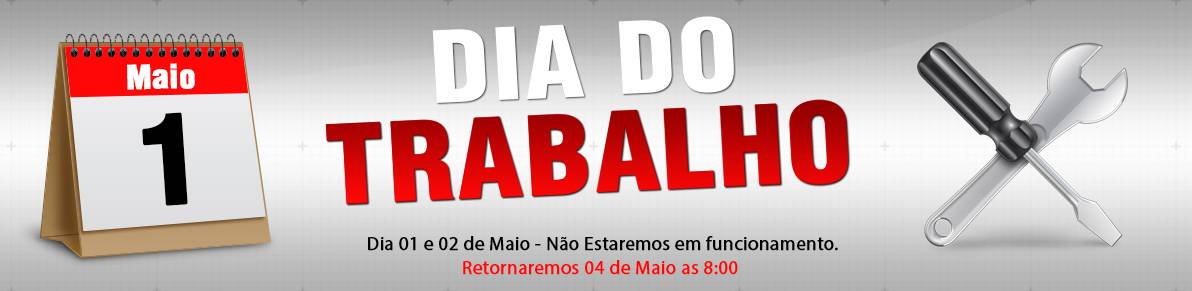 Maio
1
DIA DO
TRABALHO
Dia 01 e 02 de Maio - Não Estaremos em funcionamento.
Retornaremos 04 de Maio as 8:00